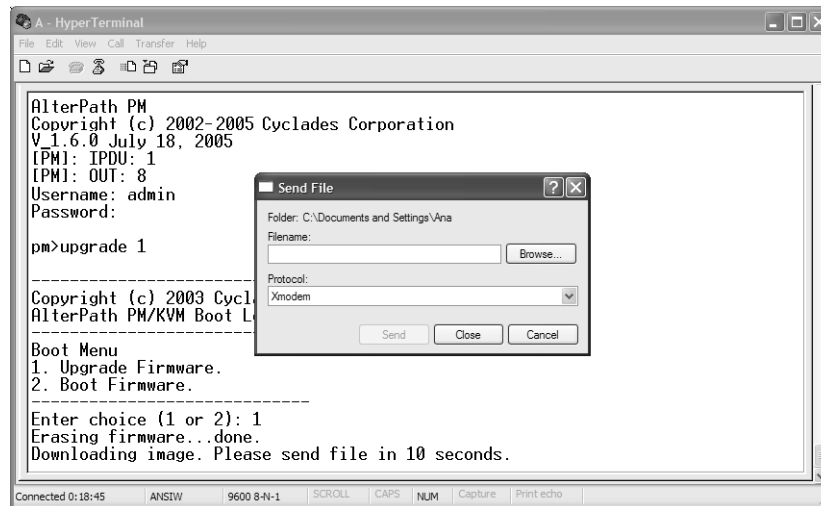 A - HyperTerminal
File Edit View Call Transfer Help
AlterPath PM
Copyright (c) 2002-2005 Cyclades Corporation
V_1.6.0 July 18, 2005
[PM]: IPDU: 1
[PM]: OUT: 8
Username: admin
Password:
pm>upgrade 1
Send File
Folder: C:\Documents and Settings\Ana
Filename:
Browse...
Protocol:
Xmodem
Send Close Cancel
------------------------
Copyright (c) 2003 Cycl
AlterPath PM/KVM Boot L
------------------------
Boot Menu
1. Upgrade Firmware.
2. Boot Firmware.
------------------------------
Enter choice (1 or 2): 1
Erasing firmware...done.
Downloading image. Please send file in 10 seconds.
Connected 0:18:45 ANSIW 9600 8-N-1 SCROLL CAPS NUM Capture Print echo